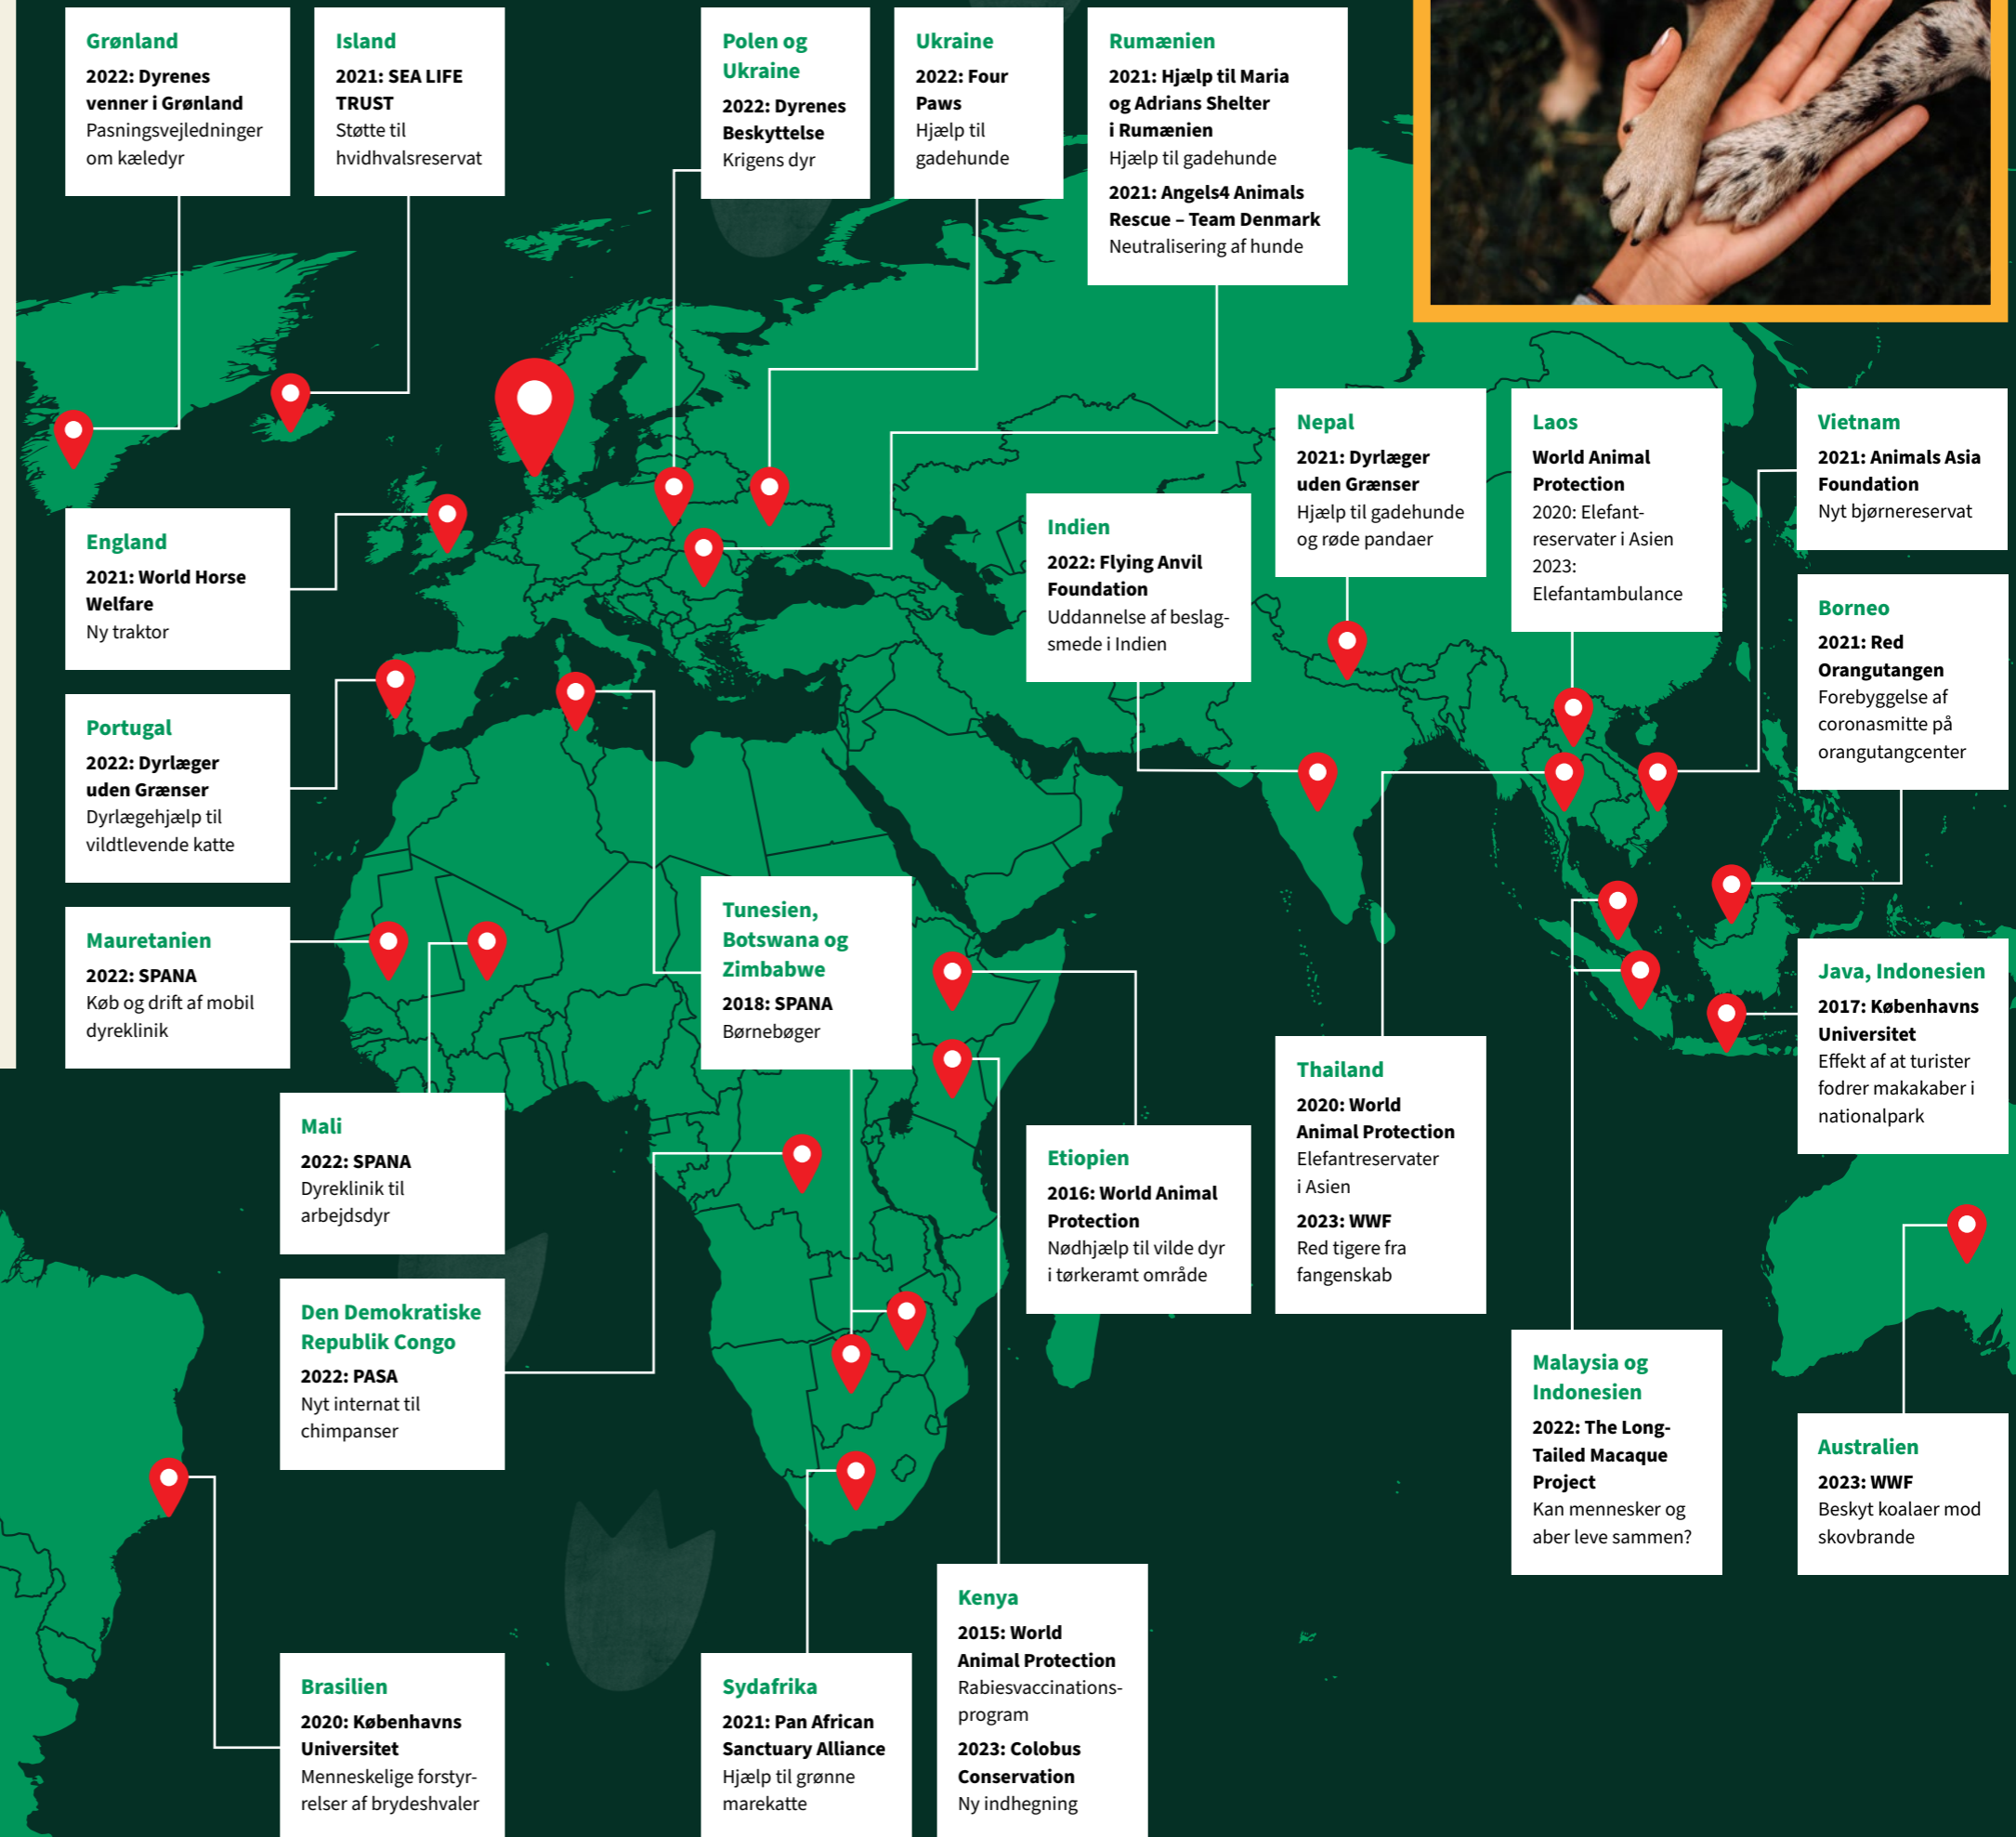 Grønland
2022: Dyrenes
venner i Grønland
Pasningsvejledninger
om kæledyr
Island
2021: SEA LIFE
TRUST
Støtte til
hvidhvalsreservat
Polen og
Ukraine
2022: Dyrenes
Beskyttelse
Krigens dyr
Ukraine
2022: Four
Paws
Hjælp til
gadehunde
Rumænien
2021: Hjælp til Maria
og Adrians Shelter
i Rumænien
Hjælp til gadehunde
2021: Angels4 Animals
Rescue – Team Denmark
Neutralisering af hunde
Nepal
2021: Dyrlæger
uden Grænser
Hjælp til gadehunde
og røde pandaer
Laos
World Animal
Protection
2020: Elefant-
reservater i Asien
2023:
Elefantambulance
Vietnam
2021: Animals Asia
Foundation
Nyt bjørnereservat
England
2021: World Horse
Welfare
Ny traktor
Indien
2022: Flying Anvil
Foundation
Uddannelse af beslag-
smede i Indien
Borneo
2021: Red
Orangutangen
Forebyggelse af
coronasmitte på
orangutangcenter
Portugal
2022: Dyrlæger
uden Grænser
Dyrlægehjælp til
vildtlevende katte
Mauretanien
2022: SPANA
Køb og drift af mobil
dyreklinik
Tunesien,
Botswana og
Zimbabwe
2018: SPANA
Børnebøger
Java, Indonesien
2017: Københavns
Universitet
Effekt af at turister
fodrer makakaber i
nationalpark
Mali
2022: SPANA
Dyreklinik til
arbejdsdyr
Etiopien
2016: World Animal
Protection
Nødhjælp til vilde dyr
i tørkeramt område
Thailand
2020: World
Animal Protection
Elefantreservater
i Asien
2023: WWF
Red tigere fra
fangenskab
Den Demokratiske
Republik Congo
2022: PASA
Nyt internat til
chimpanser
Malaysia og
Indonesien
2022: The Long-
Tailed Macaque
Project
Kan mennesker og
aber leve sammen?
Australien
2023: WWF
Beskyt koalaer mod
skovbrande
Brasilien
2020: Københavns
Universitet
Menneskelige forstyr-
relser af brydeshvaler
Sydafrika
2021: Pan African
Sanctuary Alliance
Hjælp til grønne
marekatte
Kenya
2015: World
Animal Protection
Rabiesvaccinations-
program
2023: Colobus
Conservation
Ny indhegning